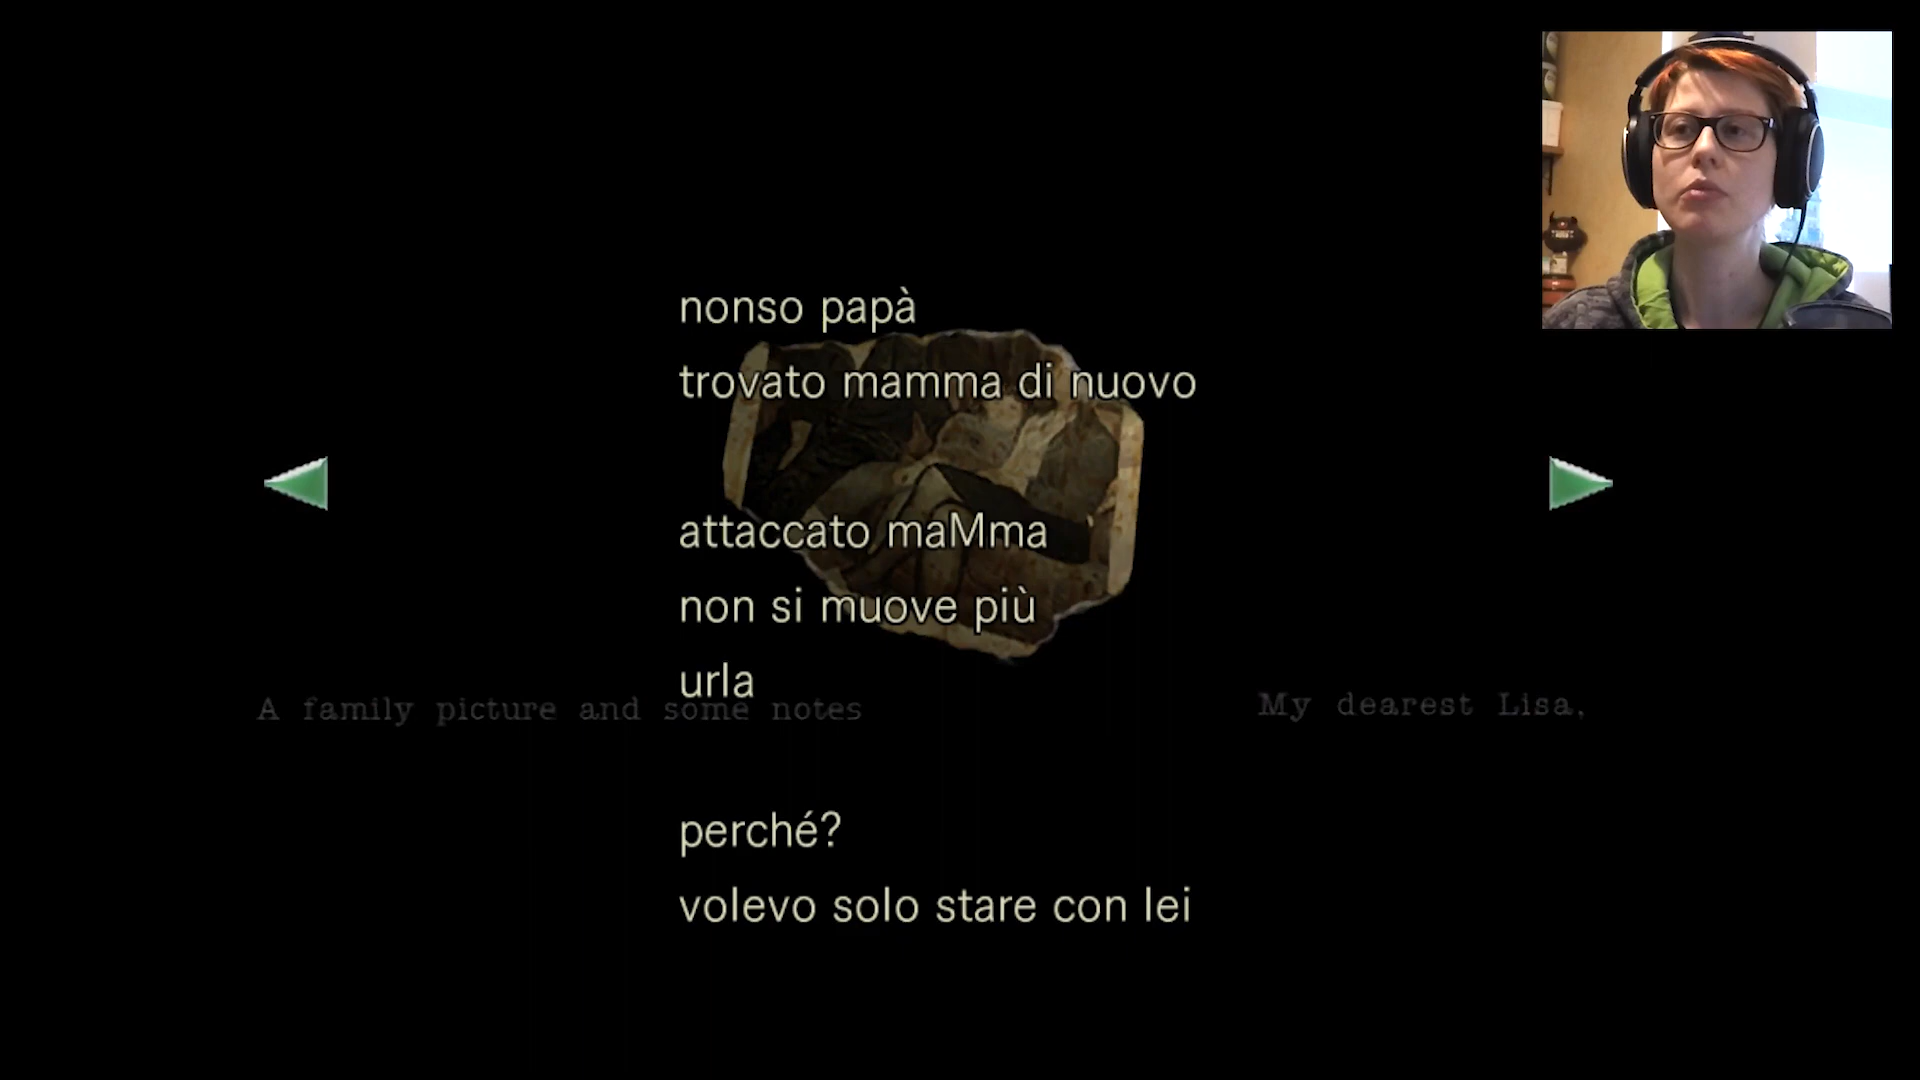 nonso papà
trovato mamma di nuovo
attaccato maMma
non si muove più
urla
A family picture and some notes
My dearest Lisa,
perché?
volevo solo stare con lei